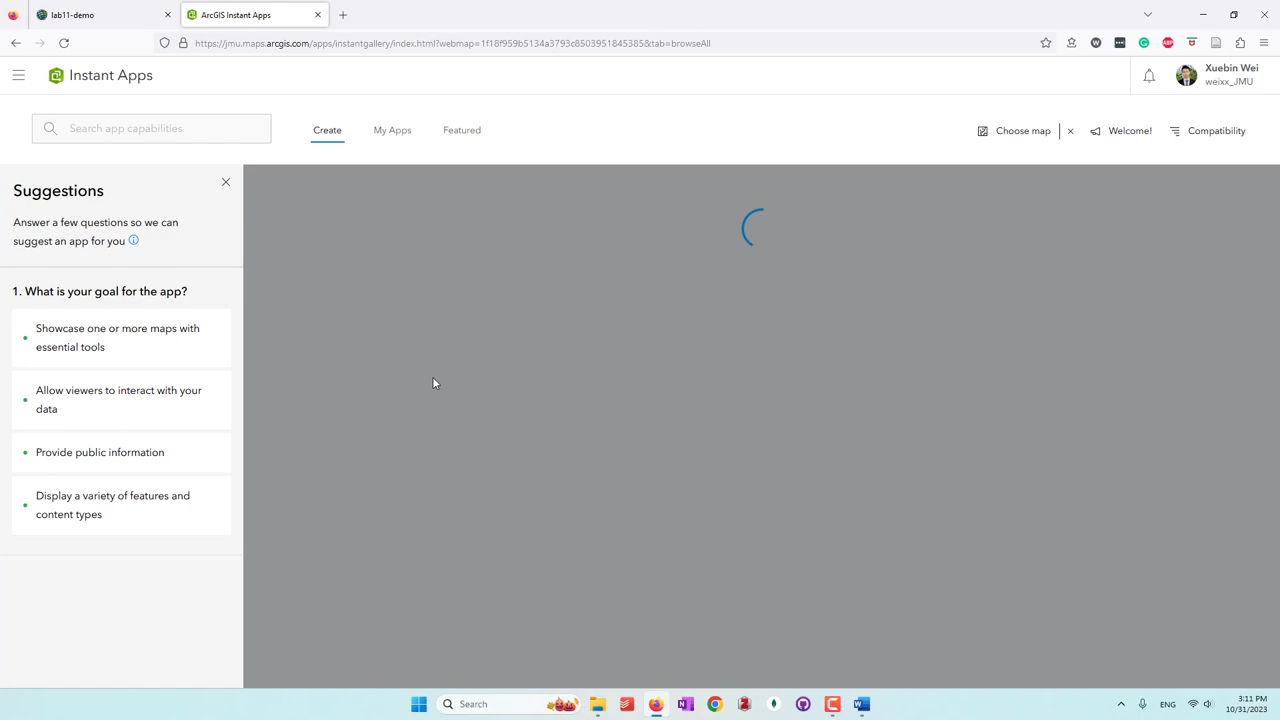 lab11-demo
ArcGIS Instant Apps
https://jmu.maps.arcgis.com/apps/instantgallery/index.html?webmap=1f18f959b5134a3793c8503951845385&tab=browseAll
Instant Apps
Xuebin Wei
weixx_JMU
Search app capabilities
Create
My Apps
Featured
Choose map
Welcome!
Compatibility
Suggestions
Answer a few questions so we can
suggest an app for you
1. What is your goal for the app?
Showcase one or more maps with
essential tools
Allow viewers to interact with your
data
Provide public information
Display a variety of features and
content types
Search
ENG
3:11 PM
10/31/2023